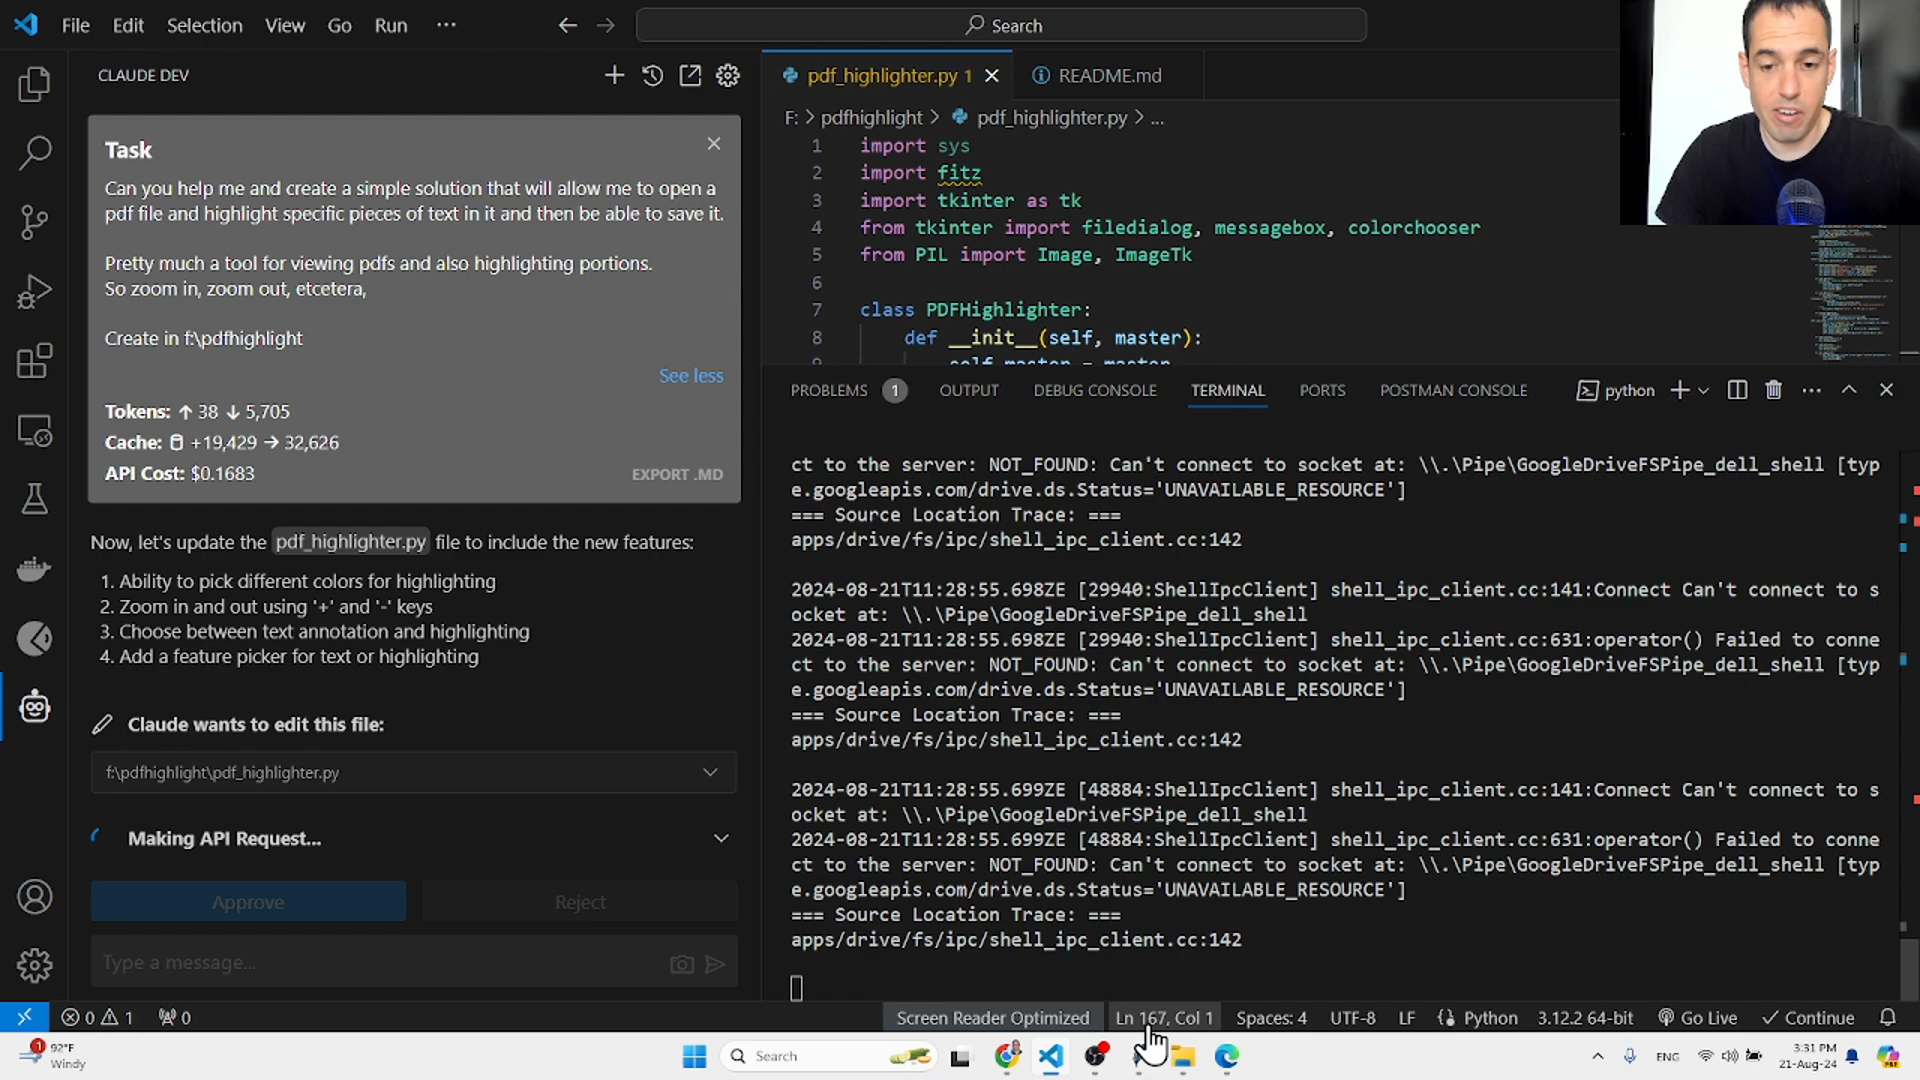 File Edit Selection View Go Run ···
Search
CLAUDE DEV
pdf_highlighter.py 1
README.md
Task
Can you help me and create a simple solution that will allow me to open a
pdf file and highlight specific pieces of text in it and then be able to save it.
Pretty much a tool for viewing pdfs and also highlighting portions.
So zoom in, zoom out, etcetera,
Create in f:\pdfhighlight
See less
Tokens: ↑ 38 ↓ 5,705
Cache: +19,429 → 32,626
API Cost: $0.1683
EXPORT .MD
Now, let's update the pdf_highlighter.py file to include the new features:
1. Ability to pick different colors for highlighting
2. Zoom in and out using '+' and '-' keys
3. Choose between text annotation and highlighting
4. Add a feature picker for text or highlighting
Claude wants to edit this file:
f:\pdfhighlight\pdf_highlighter.py
Making API Request...
Approve
Reject
Type a message...
F: > pdfhighlight > pdf_highlighter.py > ...
1 import sys
2 import fitz
3 import tkinter as tk
4 from tkinter import filedialog, messagebox, colorchooser
5 from PIL import Image, ImageTk
6
7 class PDFHighlighter:
8 def __init__(self, master):
9 self.master = master
PROBLEMS 1 OUTPUT DEBUG CONSOLE TERMINAL PORTS POSTMAN CONSOLE
python
ct to the server: NOT_FOUND: Can't connect to socket at: \\.\Pipe\GoogleDriveFSPipe_dell_shell [typ
e.googleapis.com/drive.ds.Status='UNAVAILABLE_RESOURCE']
=== Source Location Trace: ===
apps/drive/fs/ipc/shell_ipc_client.cc:142
2024-08-21T11:28:55.698ZE [29940:ShellIpcClient] shell_ipc_client.cc:141:Connect Can't connect to s
ocket at: \\.\Pipe\GoogleDriveFSPipe_dell_shell
2024-08-21T11:28:55.698ZE [29940:ShellIpcClient] shell_ipc_client.cc:631:operator() Failed to conne
ct to the server: NOT_FOUND: Can't connect to socket at: \\.\Pipe\GoogleDriveFSPipe_dell_shell [typ
e.googleapis.com/drive.ds.Status='UNAVAILABLE_RESOURCE']
=== Source Location Trace: ===
apps/drive/fs/ipc/shell_ipc_client.cc:142
2024-08-21T11:28:55.699ZE [48884:ShellIpcClient] shell_ipc_client.cc:141:Connect Can't connect to s
ocket at: \\.\Pipe\GoogleDriveFSPipe_dell_shell
2024-08-21T11:28:55.699ZE [48884:ShellIpcClient] shell_ipc_client.cc:631:operator() Failed to conne
ct to the server: NOT_FOUND: Can't connect to socket at: \\.\Pipe\GoogleDriveFSPipe_dell_shell [typ
e.googleapis.com/drive.ds.Status='UNAVAILABLE_RESOURCE']
=== Source Location Trace: ===
apps/drive/fs/ipc/shell_ipc_client.cc:142
0 1 0
Screen Reader Optimized Ln 167, Col 1 Spaces: 4 UTF-8 LF Python 3.12.2 64-bit Go Live Continue
1 92°F
Windy
Search
ENG
3:31 PM
21-Aug-24